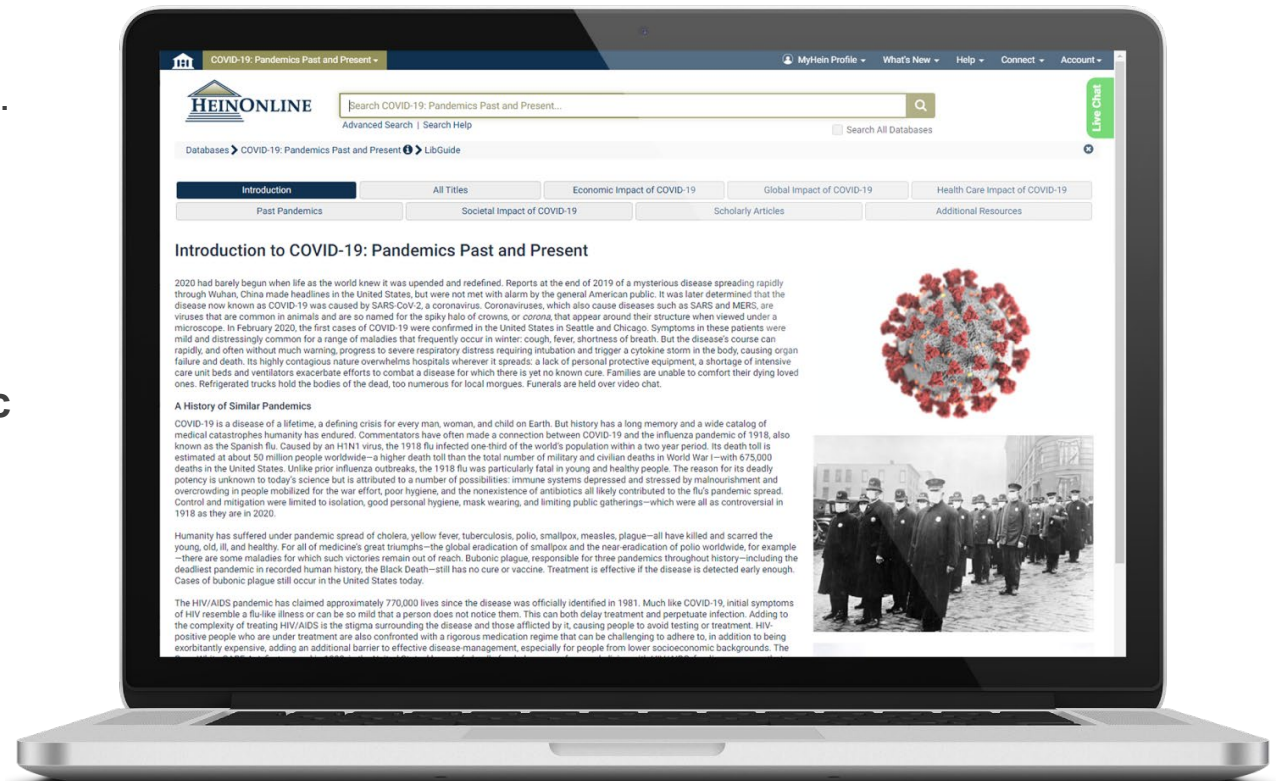 .
c
COVID-19: Pandemics Past and Present
MyHein Profile What's New Help Connect Account
HEINONLINE
Search COVID-19: Pandemics Past and Present...
Live Chat
Advanced Search | Search Help
Search All Databases
Databases COVID-19: Pandemics Past and Present LibGuide
Introduction All Titles Economic Impact of COVID-19 Global Impact of COVID-19 Health Care Impact of COVID-19
Past Pandemics Societal Impact of COVID-19 Scholarly Articles Additional Resources
Introduction to COVID-19: Pandemics Past and Present
2020 had barely begun when life as the world knew it was upended and redefined. Reports at the end of 2019 of a mysterious disease spreading rapidly
through Wuhan, China made headlines in the United States, but were not met with alarm by the general American public. It was later determined that the
disease now known as COVID-19 was caused by SARS-CoV-2, a coronavirus. Coronaviruses, which also cause diseases such as SARS and MERS, are
viruses that are common in animals and are so named for the spiky halo of crowns, or corona, that appear around their structure when viewed under a
microscope. In February 2020, the first cases of COVID-19 were confirmed in the United States in Seattle and Chicago. Symptoms in these patients were
mild and distressingly common for a range of maladies that frequently occur in winter: cough, fever, shortness of breath. But the disease's course can
rapidly, and often without much warning, progress to severe respiratory distress requiring intubation and trigger a cytokine storm in the body, causing organ
failure and death. Its highly contagious nature overwhelms hospitals wherever it spreads: a lack of personal protective equipment, a shortage of intensive
care unit beds and ventilators exacerbate efforts to combat a disease for which there is yet no known cure. Families are unable to comfort their dying loved
ones. Refrigerated trucks hold the bodies of the dead, too numerous for local morgues. Funerals are held over video chat.
A History of Similar Pandemics
COVID-19 is a disease of a lifetime, a defining crisis for every man, woman, and child on Earth. But history has a long memory and a wide catalog of
medical catastrophes humanity has endured. Commentators have often made a connection between COVID-19 and the influenza pandemic of 1918, also
known as the Spanish flu. Caused by an H1N1 virus, the 1918 flu infected one-third of the world's population within a two year period. Its death toll is
estimated at about 50 million people worldwide—a higher death toll than the total number of military and civilian deaths in World War I—with 675,000
deaths in the United States. Unlike prior influenza outbreaks, the 1918 flu was particularly fatal in young and healthy people. The reason for its deadly
potency is unknown to today's science but is attributed to a number of possibilities: immune systems depressed and stressed by malnourishment and
overcrowding in people mobilized for the war effort, poor hygiene, and the nonexistence of antibiotics all likely contributed to the flu's pandemic spread.
Control and mitigation were limited to isolation, good personal hygiene, mask wearing, and limiting public gatherings—which were all as controversial in
1918 as they are in 2020.
Humanity has suffered under pandemic spread of cholera, yellow fever, tuberculosis, polio, smallpox, measles, plague—all have killed and scarred the
young, old, ill, and healthy. For all of medicine's great triumphs—the global eradication of smallpox and the near-eradication of polio worldwide, for example
—there are some maladies for which such victories remain out of reach. Bubonic plague, responsible for three pandemics throughout history—including the
deadliest pandemic in recorded human history, the Black Death—still has no cure or vaccine. Treatment is effective if the disease is detected early enough.
Cases of bubonic plague still occur in the United States today.
The HIV/AIDS pandemic has claimed approximately 770,000 lives since the disease was officially identified in 1981. Much like COVID-19, initial symptoms
of HIV resemble a flu-like illness or can be so mild that a person does not notice them. This can both delay treatment and perpetuate infection. Adding to
the complexity of treating HIV/AIDS is the stigma surrounding the disease and those afflicted by it, causing people to avoid testing or treatment. HIV-
positive people who are under treatment are also confronted with a rigorous medication regime that can be challenging to adhere to, in addition to being
exorbitantly expensive, adding an additional barrier to effective disease-management, especially for people from lower socioeconomic backgrounds. The